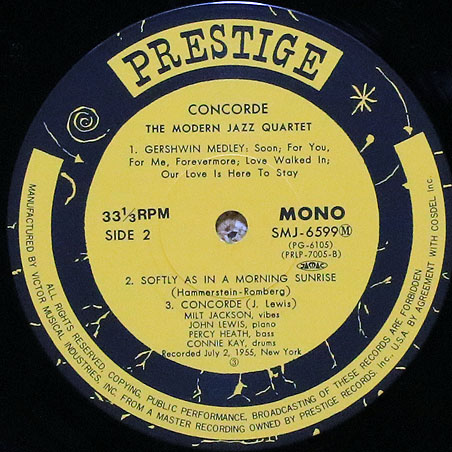 PRESTIGE
CONCORDE
THE MODERN JAZZ QUARTET
1. GERSHWIN MEDLEY: Soon; For You,
For Me, Forevermore; Love Walked In;
Our Love Is Here To Stay
33⅓RPM
SIDE 2
MONO
SMJ-6599Ⓜ
(PG-6105)
(PRLP-7005-B)
JASRAC
2. SOFTLY AS IN A MORNING SUNRISE
(Hammerstein-Romberg)
3. CONCORDE (J. Lewis)
MILT JACKSON, vibes
JOHN LEWIS, piano
PERCY HEATH, bass
CONNIE KAY, drums
Recorded July 2, 1955, New York
③
MANUFACTURED BY VICTOR MUSICAL INDUSTRIES, INC. FROM A MASTER RECORDING OWNED BY PRESTIGE RECORDS, Inc. U.S.A. BY AGREEMENT WITH COSDEL Inc.
ALL RIGHTS RESERVED, COPYING, PUBLIC PERFORMANCE, BROADCASTING OF THESE RECORDS ARE FORBIDDEN